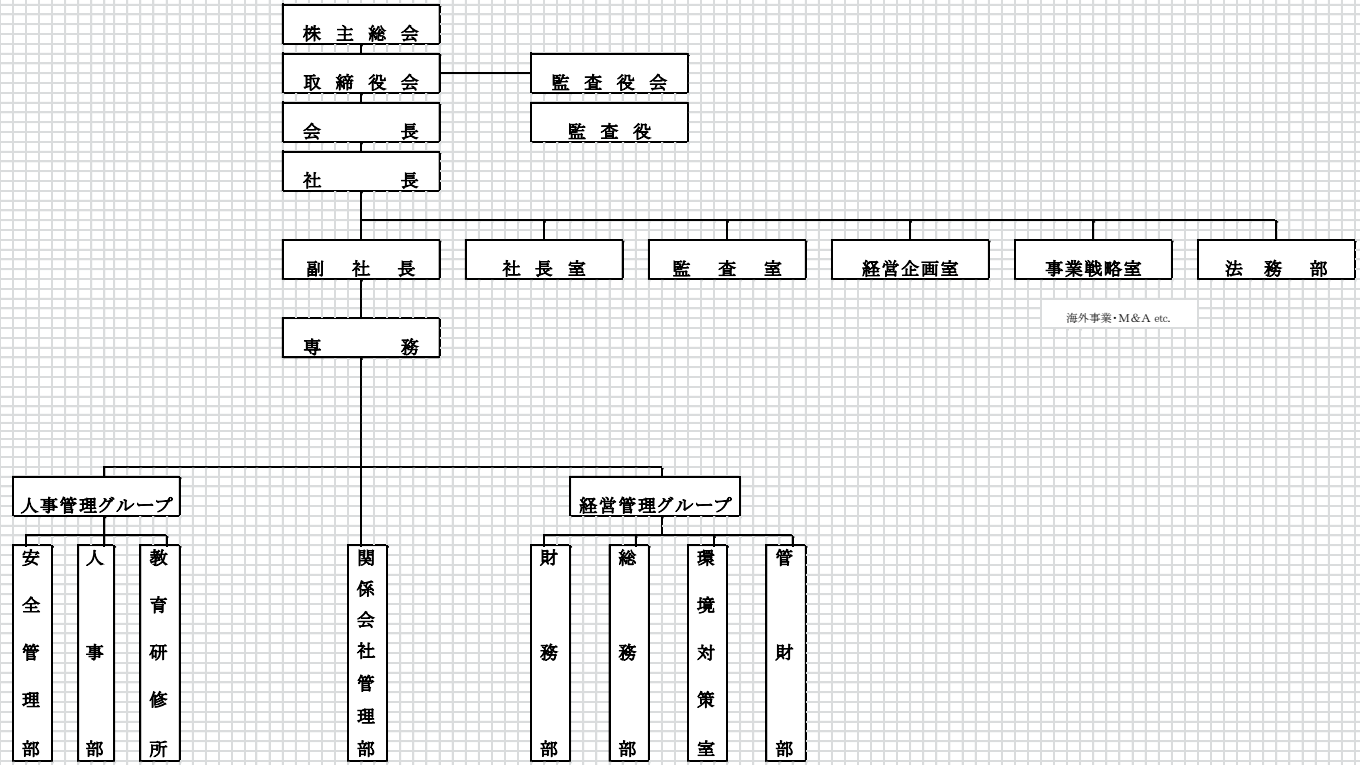 株主総会
取締役会
監査役会
会長
監査役
社長
副社長
社長室
監査室
経営企画室
事業戦略室
法務部
海外事業・M&A etc.
専務
人事管理グループ
経営管理グループ
安全管理部
人事部
教育研修所
関係会社管理部
財務部
総務部
環境対策室
管財部